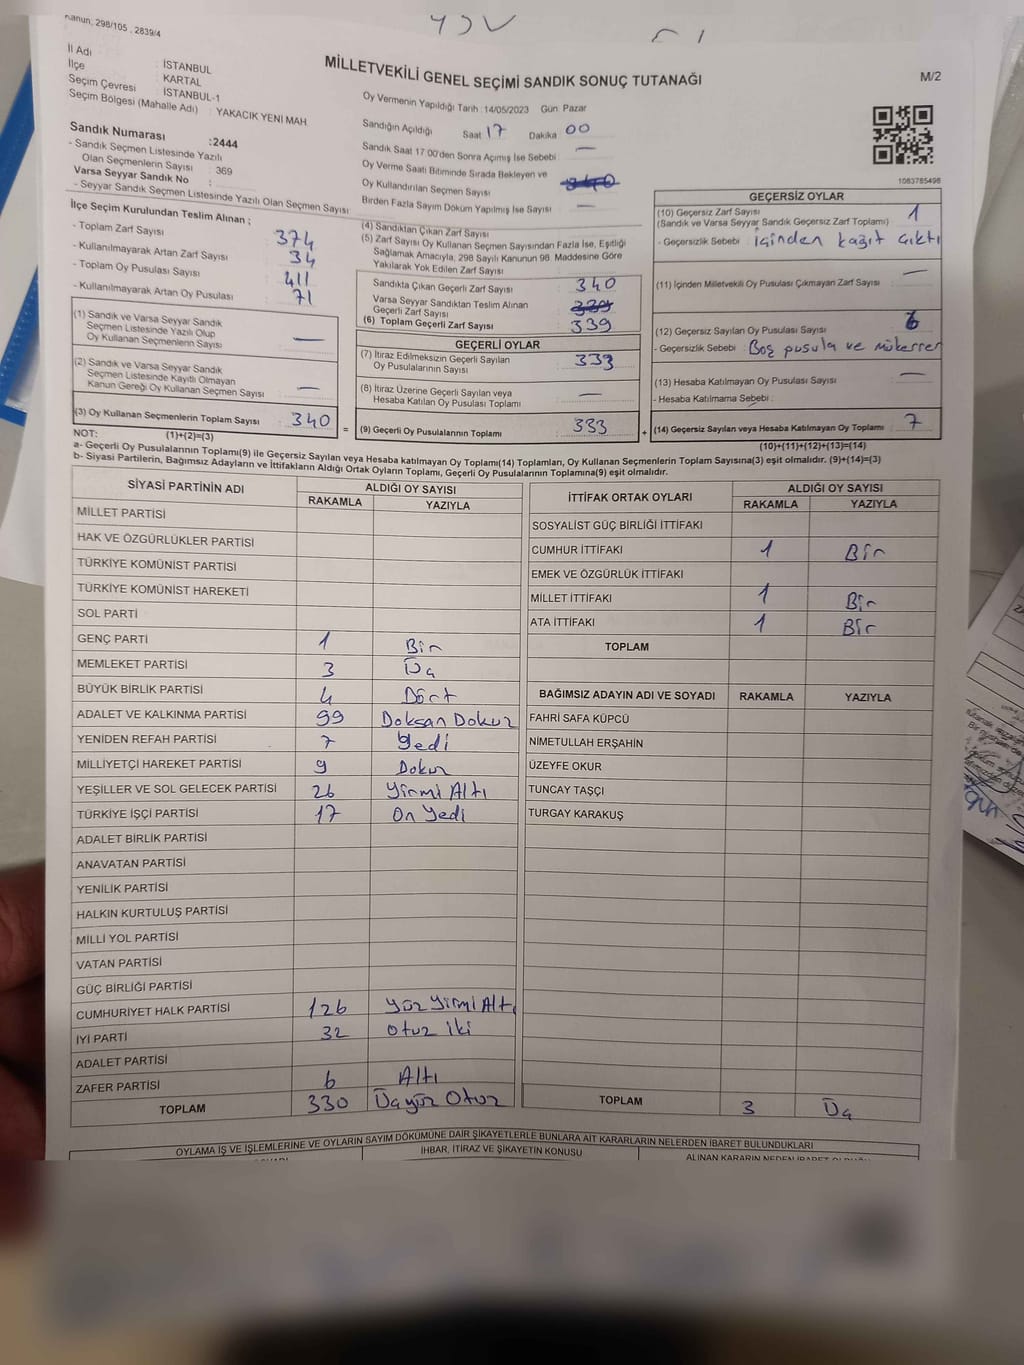 Kanun, 298/105 , 2839/4
İl Adı : İSTANBUL
İlçe : KARTAL
Seçim Çevresi : İSTANBUL-1
Seçim Bölgesi (Mahalle Adı) : YAKACIK YENİ MAH
MİLLETVEKİLİ GENEL SEÇİMİ SANDIK SONUÇ TUTANAĞI
M/2
Sandık Numarası :2444
- Sandık Seçmen Listesinde Yazılı
Olan Seçmenlerin Sayısı : 369
Varsa Seyyar Sandık No :
- Seyyar Sandık Seçmen Listesinde Yazılı Olan Seçmen Sayısı :
Oy Vermenin Yapıldığı Tarih :14/05/2023 Gün: Pazar
Sandığın Açıldığı Saat 17 Dakika 00
Sandık Saat 17:00'den Sonra Açılmış İse Sebebi : —
Oy Verme Saati Bitiminde Sırada Bekleyen ve
Oy Kullandırılan Seçmen Sayısı : 340
Birden Fazla Sayım Döküm Yapılmış İse Sayısı : —
1083785498
İlçe Seçim Kurulundan Teslim Alınan ;
- Toplam Zarf Sayısı : 374
- Kullanılmayarak Artan Zarf Sayısı : 34
- Toplam Oy Pusulası Sayısı : 411
- Kullanılmayarak Artan Oy Pusulası : 71
(1) Sandık ve Varsa Seyyar Sandık
Seçmen Listesinde Yazılı Olup
Oy Kullanan Seçmenlerin Sayısı : —
(2) Sandık ve Varsa Seyyar Sandık
Seçmen Listesinde Kayıtlı Olmayan
Kanun Gereği Oy Kullanan Seçmen Sayısı : —
(3) Oy Kullanan Seçmenlerin Toplam Sayısı : 340
(1)+(2)=(3)
(4) Sandıktan Çıkan Zarf Sayısı
(5) Zarf Sayısı Oy Kullanan Seçmen Sayısından Fazla İse, Eşitliği
Sağlamak Amacıyla, 298 Sayılı Kanunun 98. Maddesine Göre
Yakılarak Yok Edilen Zarf Sayısı :
Sandıkta Çıkan Geçerli Zarf Sayısı : 340
Varsa Seyyar Sandıktan Teslim Alınan
Geçerli Zarf Sayısı : 339
(6) Toplam Geçerli Zarf Sayısı : 339
GEÇERLİ OYLAR
(7) İtiraz Edilmeksizin Geçerli Sayılan
Oy Pusulalarının Sayısı : 333
(8) İtiraz Üzerine Geçerli Sayılan veya
Hesaba Katılan Oy Pusulası Toplamı : —
= (9) Geçerli Oy Pusulalarının Toplamı : 333
GEÇERSİZ OYLAR
(10) Geçersiz Zarf Sayısı
(Sandık ve Varsa Seyyar Sandık Geçersiz Zarf Toplamı) : 1
- Geçersizlik Sebebi : içinden kağıt çıktı
(11) İçinden Milletvekili Oy Pusulası Çıkmayan Zarf Sayısı : —
(12) Geçersiz Sayılan Oy Pusulası Sayısı : 6
- Geçersizlik Sebebi : Boş pusula ve mükerrer
(13) Hesaba Katılmayan Oy Pusulası Sayısı : —
- Hesaba Katılmama Sebebi :
+ (14) Geçersiz Sayılan veya Hesaba Katılmayan Oy Toplamı : 7
(10)+(11)+(12)+(13)=(14)
NOT:
a- Geçerli Oy Pusulalarının Toplamı(9) ile Geçersiz Sayılan veya Hesaba katılmayan Oy Toplamı(14) Toplamları, Oy Kullanan Seçmenlerin Toplam Sayısına(3) eşit olmalıdır. (9)+(14)=(3)
b- Siyasi Partilerin, Bağımsız Adayların ve İttifakların Aldığı Ortak Oyların Toplamı, Geçerli Oy Pusulalarının Toplamına(9) eşit olmalıdır.
SİYASİ PARTİNİN ADI ALDIĞI OY SAYISI
RAKAMLA YAZIYLA
MİLLET PARTİSİ
HAK VE ÖZGÜRLÜKLER PARTİSİ
TÜRKİYE KOMÜNİST PARTİSİ
TÜRKİYE KOMÜNİST HAREKETİ
SOL PARTİ
GENÇ PARTİ 1 Bir
MEMLEKET PARTİSİ 3 Üç
BÜYÜK BİRLİK PARTİSİ 4 Dört
ADALET VE KALKINMA PARTİSİ 99 Doksan Dokuz
YENİDEN REFAH PARTİSİ 7 Yedi
MİLLİYETÇİ HAREKET PARTİSİ 9 Dokuz
YEŞİLLER VE SOL GELECEK PARTİSİ 26 Yirmi Altı
TÜRKİYE İŞÇİ PARTİSİ 17 On Yedi
ADALET BİRLİK PARTİSİ
ANAVATAN PARTİSİ
YENİLİK PARTİSİ
HALKIN KURTULUŞ PARTİSİ
MİLLİ YOL PARTİSİ
VATAN PARTİSİ
GÜÇ BİRLİĞİ PARTİSİ
CUMHURİYET HALK PARTİSİ 126 Yüz Yirmi Altı
İYİ PARTİ 32 Otuz iki
ADALET PARTİSİ
ZAFER PARTİSİ 6 Altı
TOPLAM 330 Üçyüz Otuz
İTTİFAK ORTAK OYLARI ALDIĞI OY SAYISI
RAKAMLA YAZIYLA
SOSYALİST GÜÇ BİRLİĞİ İTTİFAKI
CUMHUR İTTİFAKI 1 Bir
EMEK VE ÖZGÜRLÜK İTTİFAKI
MİLLET İTTİFAKI 1 Bir
ATA İTTİFAKI 1 Bir
TOPLAM
BAĞIMSIZ ADAYIN ADI VE SOYADI RAKAMLA YAZIYLA
FAHRİ SAFA KÜPCÜ
NİMETULLAH ERŞAHİN
ÜZEYFE OKUR
TUNCAY TAŞÇI
TURGAY KARAKUŞ
TOPLAM 3 Üç
OYLAMA İŞ VE İŞLEMLERİNE VE OYLARIN SAYIM DÖKÜMÜNE DAİR ŞİKAYETLERLE BUNLARA AİT KARARLARIN NELERDEN İBARET BULUNDUKLARI
İHBAR, İTİRAZ VE ŞİKAYETİN KONUSU
ALINAN KARARIN NEDEN İBARET OLDUĞU